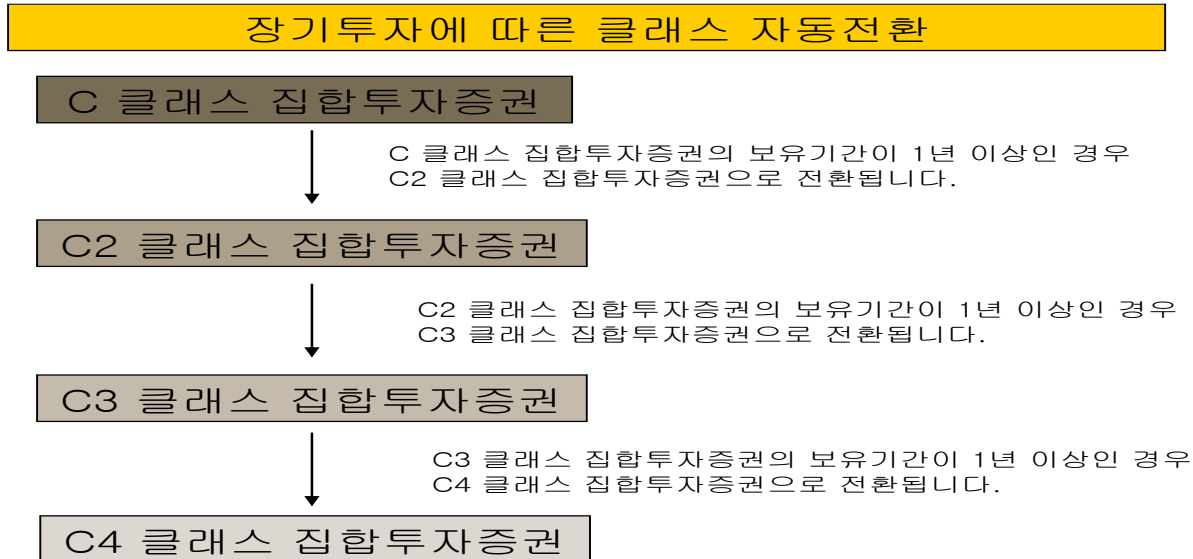 장기투자에 따른 클래스 자동전환
C 클래스 집합투자증권
C 클래스 집합투자증권의 보유기간이 1년 이상인 경우
C2 클래스 집합투자증권으로 전환됩니다.
C2 클래스 집합투자증권
C2 클래스 집합투자증권의 보유기간이 1년 이상인 경우
C3 클래스 집합투자증권으로 전환됩니다.
C3 클래스 집합투자증권
C3 클래스 집합투자증권의 보유기간이 1년 이상인 경우
C4 클래스 집합투자증권으로 전환됩니다.
C4 클래스 집합투자증권